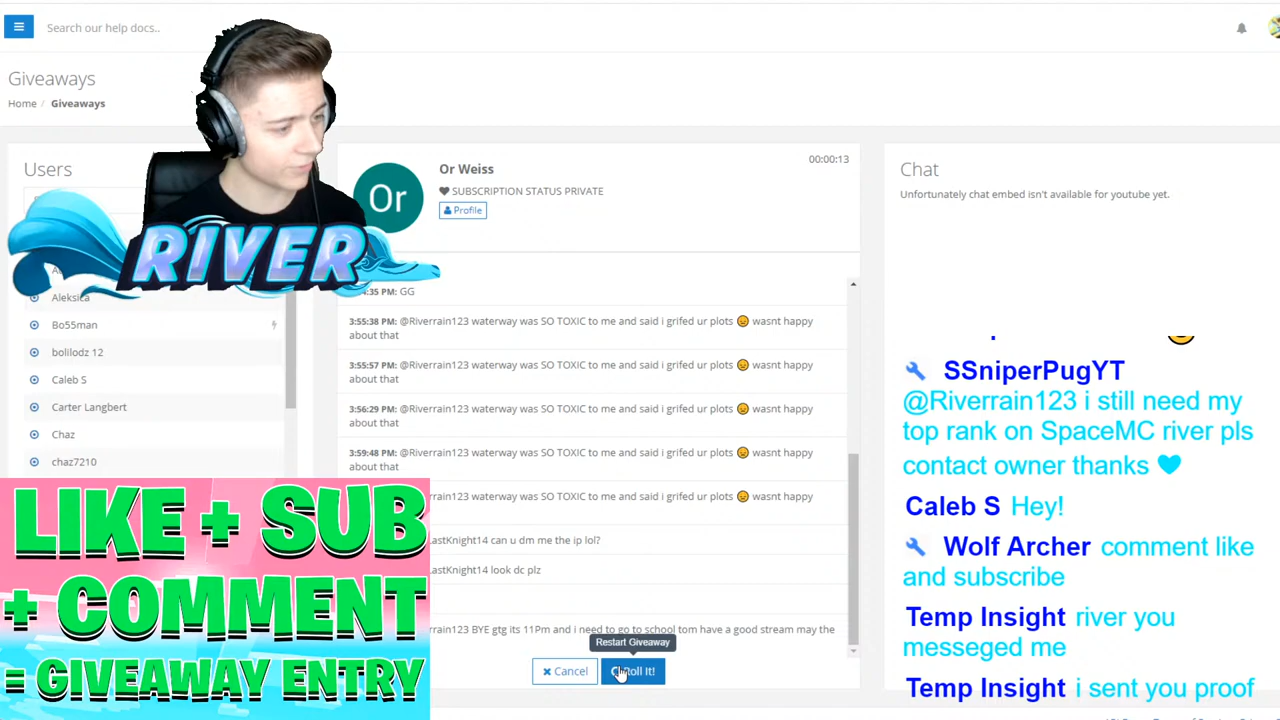 Search our help docs..
Giveaways
Home / Giveaways
Users
RIVER
Aleksica
Bo55man
bolilodz 12
Caleb S
Carter Langbert
Chaz
chaz7210
LIKE + SUB
+ COMMENT
= GIVEAWAY ENTRY
Or
Or Weiss
SUBSCRIPTION STATUS PRIVATE
Profile
00:00:13
:35 PM: GG
3:55:38 PM: @Riverrain123 waterway was SO TOXIC to me and said i grifed ur plots 😞 wasnt happy
about that
3:55:57 PM: @Riverrain123 waterway was SO TOXIC to me and said i grifed ur plots 😞 wasnt happy
about that
3:56:29 PM: @Riverrain123 waterway was SO TOXIC to me and said i grifed ur plots 😞 wasnt happy
about that
3:59:48 PM: @Riverrain123 waterway was SO TOXIC to me and said i grifed ur plots 😞 wasnt happy
about that
rrain123 waterway was SO TOXIC to me and said i grifed ur plots 😞 wasnt happy
astKnight14 can u dm me the ip lol?
astKnight14 look dc plz
rrain123 BYE gtg its 11Pm and i need to go to school tom have a good stream may the
Restart Giveaway
Cancel
Roll It!
Chat
Unfortunately chat embed isn't available for youtube yet.
SSniperPugYT
@Riverrain123 i still need my
top rank on SpaceMC river pls
contact owner thanks
Caleb S Hey!
Wolf Archer comment like
and subscribe
Temp Insight river you
messeged me
Temp Insight i sent you proof